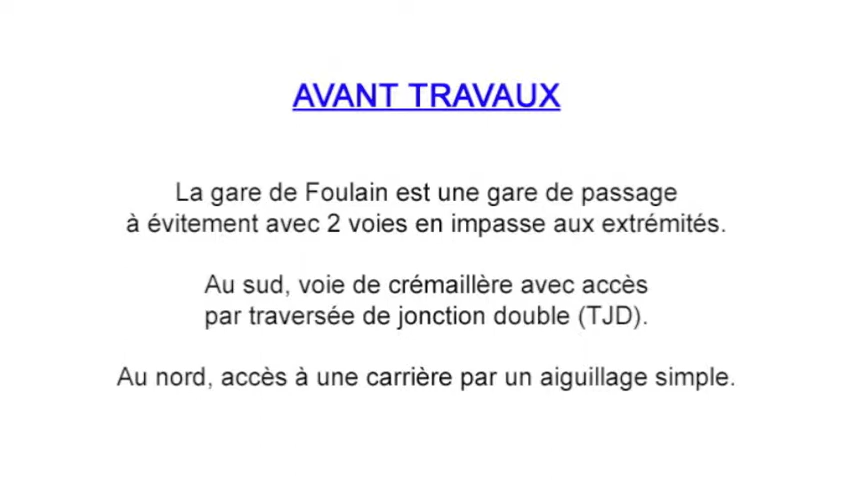 AVANT TRAVAUX
La gare de Foulain est une gare de passage
à évitement avec 2 voies en impasse aux extrémités.
Au sud, voie de crémaillère avec accès
par traversée de jonction double (TJD).
Au nord, accès à une carrière par un aiguillage simple.